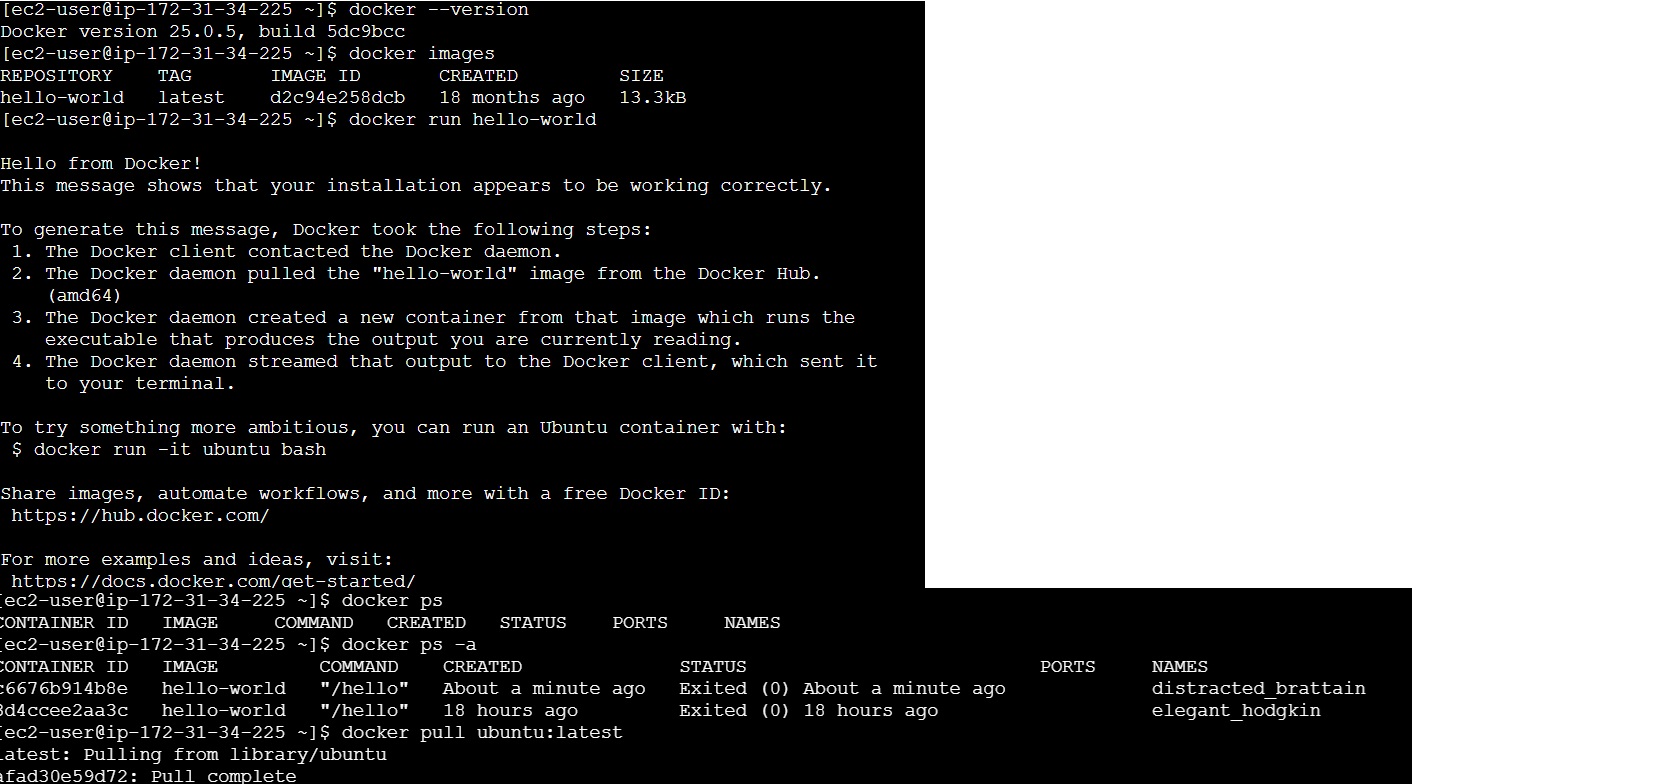 [ec2-user@ip-172-31-34-225 ~]$ docker --version
Docker version 25.0.5, build 5dc9bcc
[ec2-user@ip-172-31-34-225 ~]$ docker images
REPOSITORY    TAG       IMAGE ID       CREATED         SIZE
hello-world   latest    d2c94e258dcb   18 months ago   13.3kB
[ec2-user@ip-172-31-34-225 ~]$ docker run hello-world
Hello from Docker!
This message shows that your installation appears to be working correctly.
To generate this message, Docker took the following steps:
 1. The Docker client contacted the Docker daemon.
 2. The Docker daemon pulled the "hello-world" image from the Docker Hub.
    (amd64)
 3. The Docker daemon created a new container from that image which runs the
    executable that produces the output you are currently reading.
 4. The Docker daemon streamed that output to the Docker client, which sent it
    to your terminal.
To try something more ambitious, you can run an Ubuntu container with:
 $ docker run -it ubuntu bash
Share images, automate workflows, and more with a free Docker ID:
 https://hub.docker.com/
For more examples and ideas, visit:
 https://docs.docker.com/get-started/
[ec2-user@ip-172-31-34-225 ~]$ docker ps
CONTAINER ID   IMAGE     COMMAND   CREATED   STATUS    PORTS     NAMES
[ec2-user@ip-172-31-34-225 ~]$ docker ps -a
CONTAINER ID   IMAGE         COMMAND    CREATED              STATUS                          PORTS     NAMES
c6676b914b8e   hello-world   "/hello"   About a minute ago   Exited (0) About a minute ago             distracted_brattain
8d4ccee2aa3c   hello-world   "/hello"   18 hours ago         Exited (0) 18 hours ago                   elegant_hodgkin
[ec2-user@ip-172-31-34-225 ~]$ docker pull ubuntu:latest
latest: Pulling from library/ubuntu
afad30e59d72: Pull complete